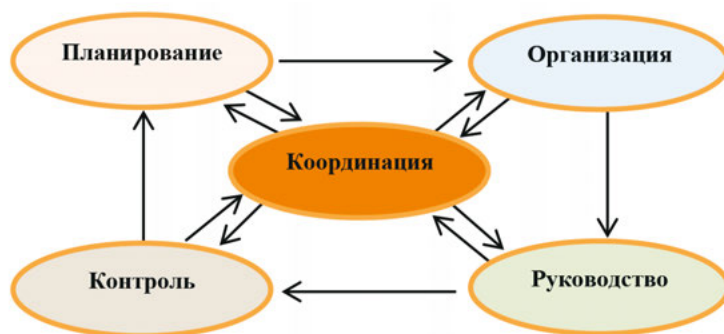 Планирование
Организация
Координация
Контроль
Руководство